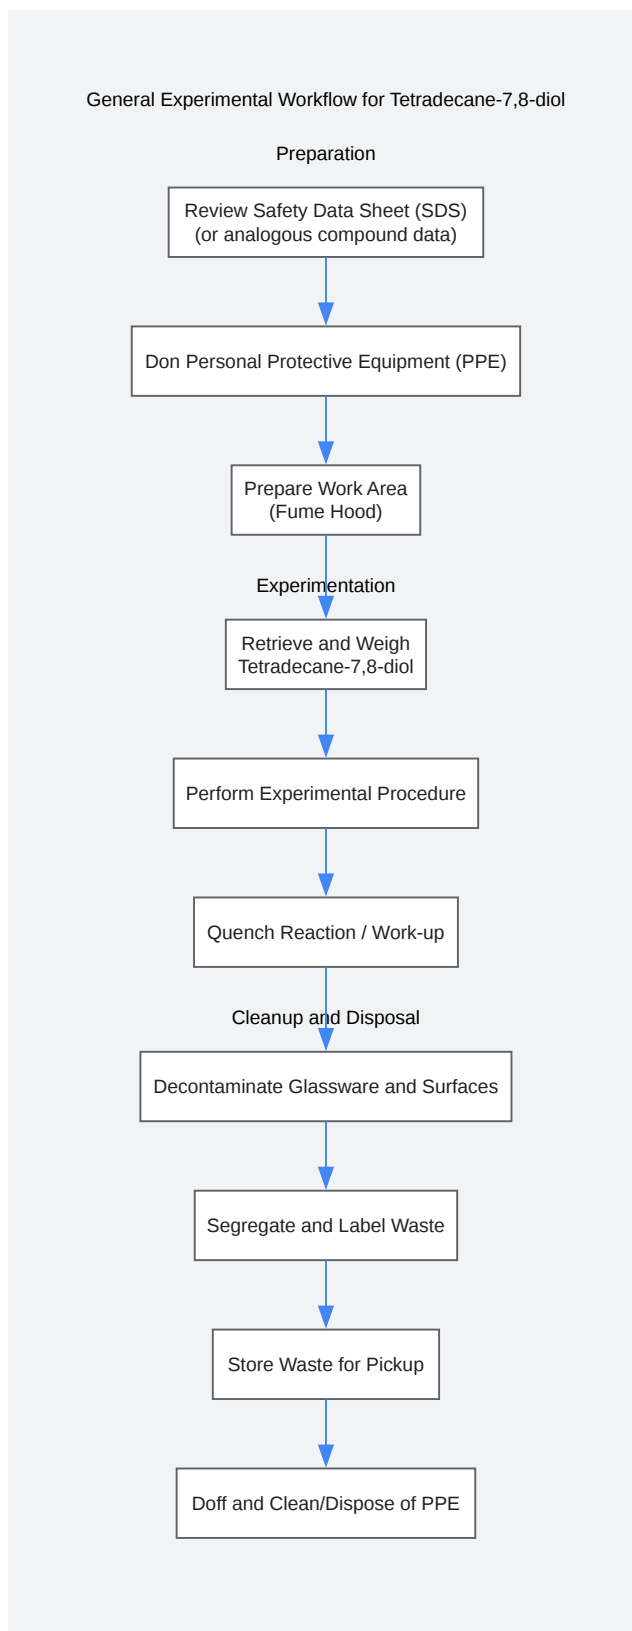 General Experimental Workflow for Tetradecane-7,8-diol
Preparation
Review Safety Data Sheet (SDS)
(or analogous compound data)
Don Personal Protective Equipment (PPE)
Prepare Work Area
(Fume Hood)
Experimentation
Retrieve and Weigh
Tetradecane-7,8-diol
Perform Experimental Procedure
Quench Reaction / Work-up
Cleanup and Disposal
Decontaminate Glassware and Surfaces
Segregate and Label Waste
Store Waste for Pickup
Doff and Clean/Dispose of PPE